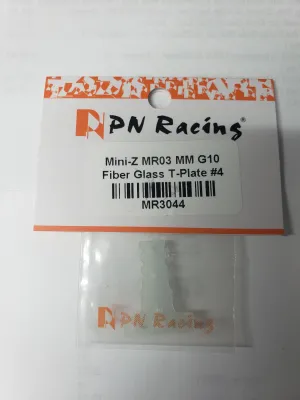 PN Racing®
Mini-Z MR03 MM G10
Fiber Glass T-Plate #4
MR3044
PN Racing